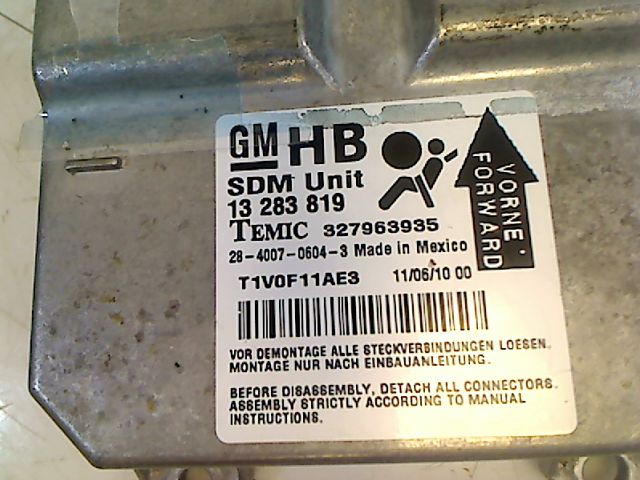 GM HB
SDM Unit
13 283 819
TEMIC 327963935
28-4007-0604-3 Made in Mexico
T1V0F11AE3 11/06/10 00
VORNE
FORWARD
VOR DEMONTAGE ALLE STECKVERBINDUNGEN LOESEN.
MONTAGE NUR NACH EINBAUANLEITUNG.
BEFORE DISASSEMBLY, DETACH ALL CONNECTORS.
ASSEMBLY STRICTLY ACCORDING TO MANUAL
INSTRUCTIONS.